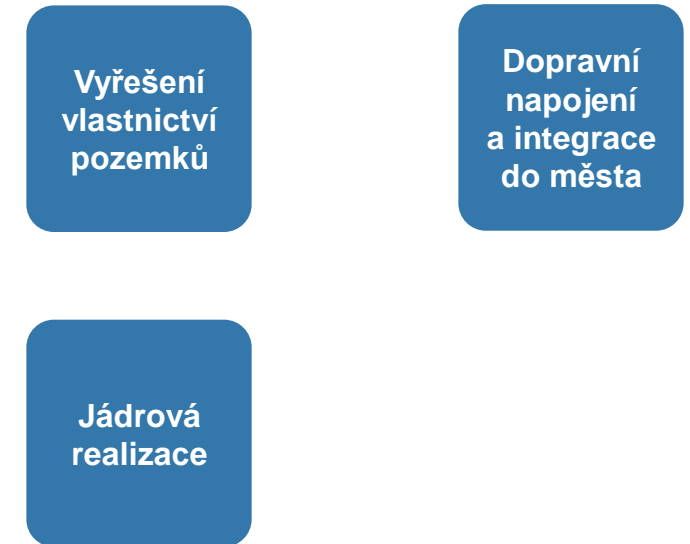 Vyřešení
vlastnictví
pozemků
Dopravní
napojení
a integrace
do města
Jádrová
realizace